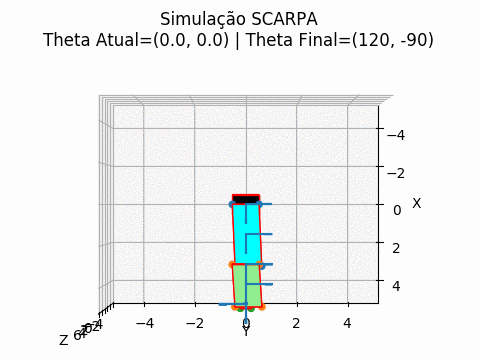 Simulação SCARPA
Theta Atual=(0.0, 0.0) | Theta Final=(120, -90)
−4
−2
0
2
4
X
−4
−2
0
2
4
Y
Z